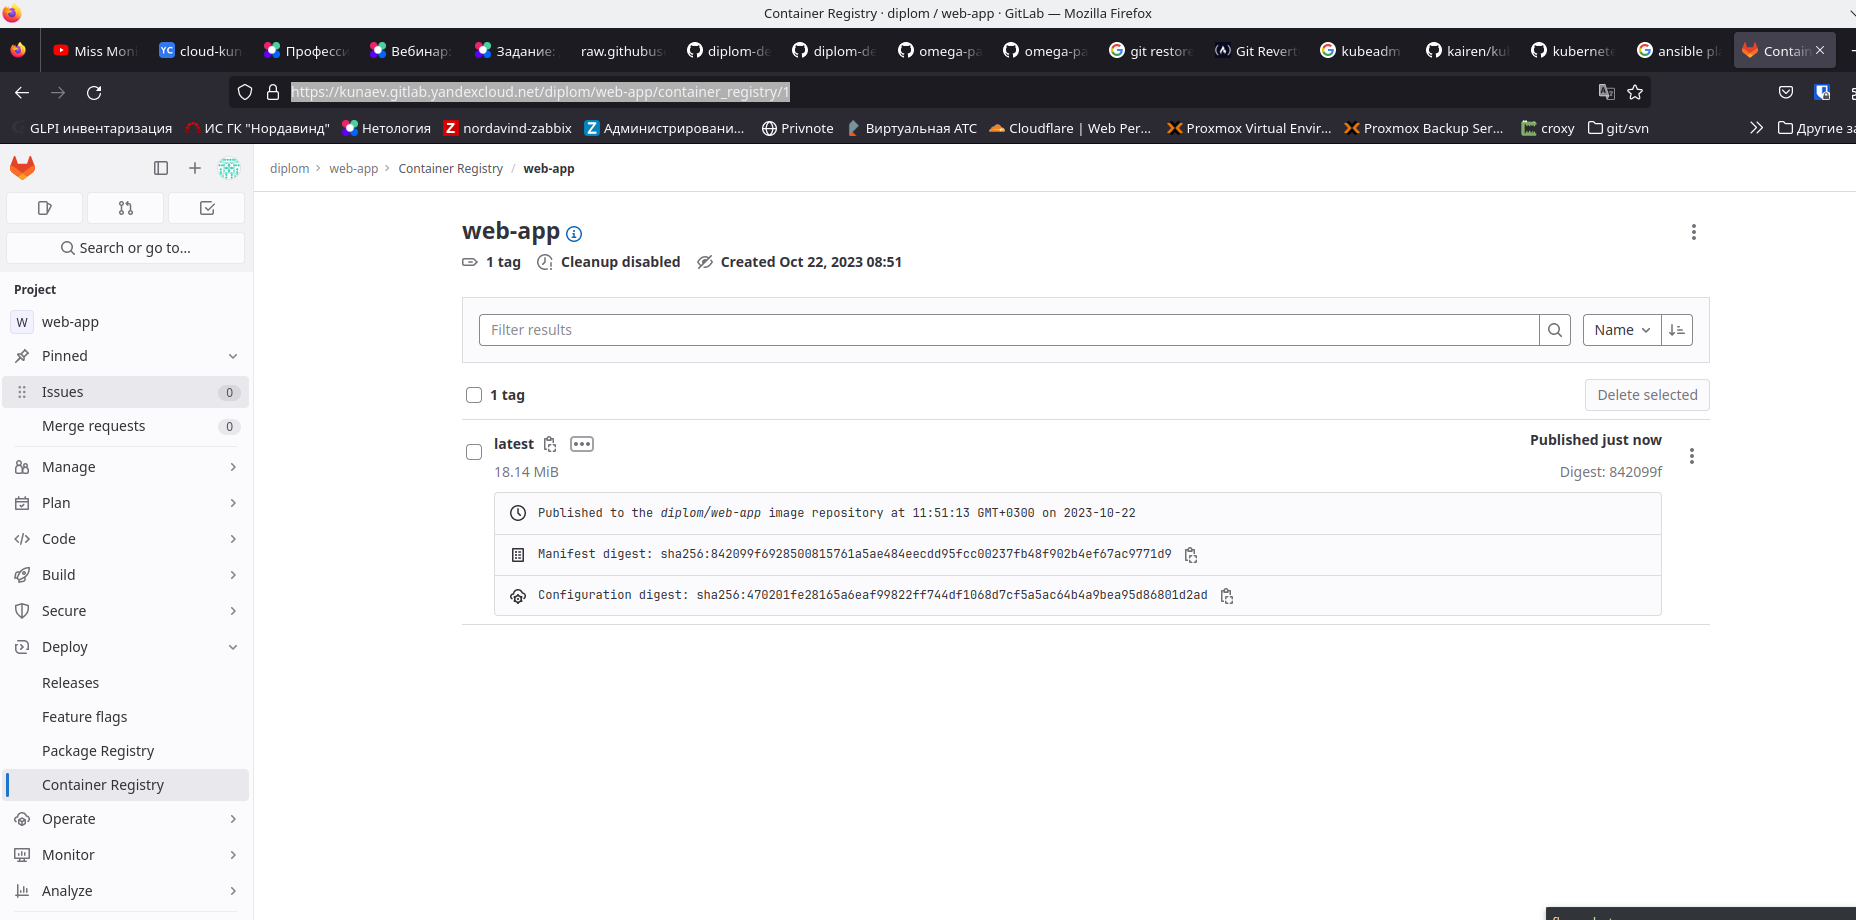 Container Registry · diplom / web-app · GitLab — Mozilla Firefox
Miss Moni cloud-kun Професси Вебинар: Задание: raw.githubus diplom-de diplom-de omega-pa omega-pa git restore Git Revert kubeadm kairen/kub kubernete ansible pl Contain
https://kunaev.gitlab.yandexcloud.net/diplom/web-app/container_registry/1
GLPI инвентаризация ИС ГК "Нордавинд" Нетология nordavind-zabbix Администрировани... Privnote Виртуальная АТС Cloudflare | Web Per... Proxmox Virtual Envir... Proxmox Backup Ser... croxy git/svn Другие за
diplom web-app Container Registry / web-app
Search or go to...
Project
W web-app
Pinned
Issues 0
Merge requests 0
Manage
Plan
Code
Build
Secure
Deploy
Releases
Feature flags
Package Registry
Container Registry
Operate
Monitor
Analyze
web-app
1 tag Cleanup disabled Created Oct 22, 2023 08:51
Filter results Name
1 tag Delete selected
latest Published just now
18.14 MiB Digest: 842099f
Published to the diplom/web-app image repository at 11:51:13 GMT+0300 on 2023-10-22
Manifest digest: sha256:842099f6928500815761a5ae484eecdd95fcc00237fb48f902b4ef67ac9771d9
Configuration digest: sha256:470201fe28165a6eaf99822ff744df1068d7cf5a5ac64b4a9bea95d86801d2ad